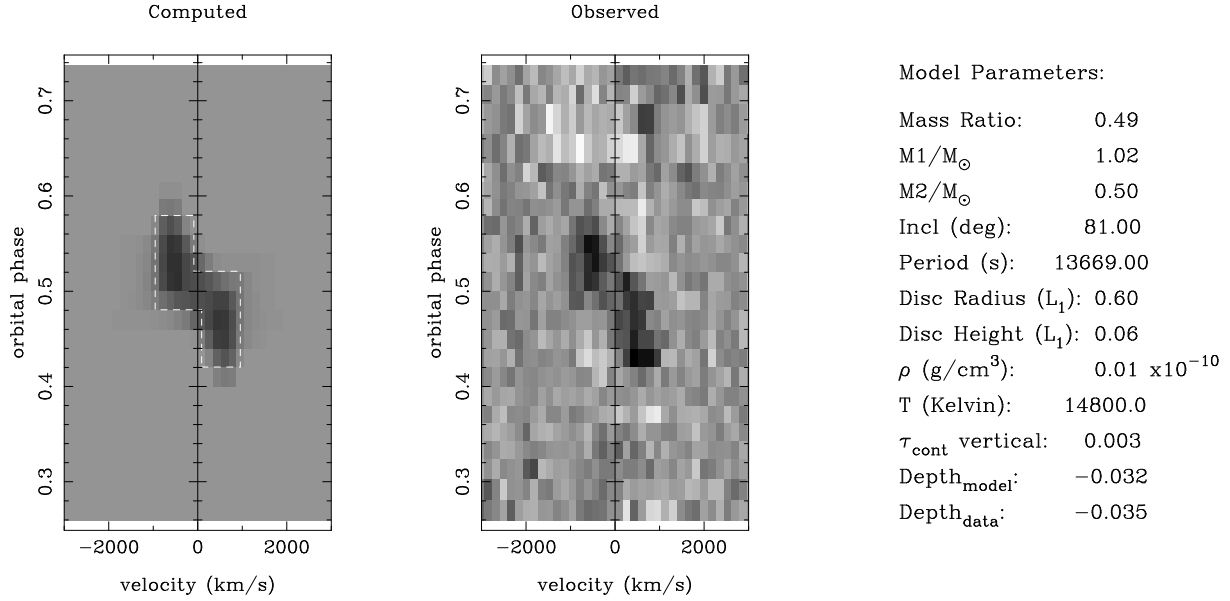 Computed
Observed
0.7
0.6
0.5
0.4
0.3
orbital phase
−2000 0 2000
velocity (km/s)
0.7
0.6
0.5
0.4
0.3
orbital phase
−2000 0 2000
velocity (km/s)
Model Parameters:
Mass Ratio: 0.49
M1/M☉ 1.02
M2/M☉ 0.50
Incl (deg): 81.00
Period (s): 13669.00
Disc Radius (L₁): 0.60
Disc Height (L₁): 0.06
ρ (g/cm³): 0.01 x10⁻¹⁰
T (Kelvin): 14800.0
τcont vertical: 0.003
Depthmodel: −0.032
Depthdata: −0.035